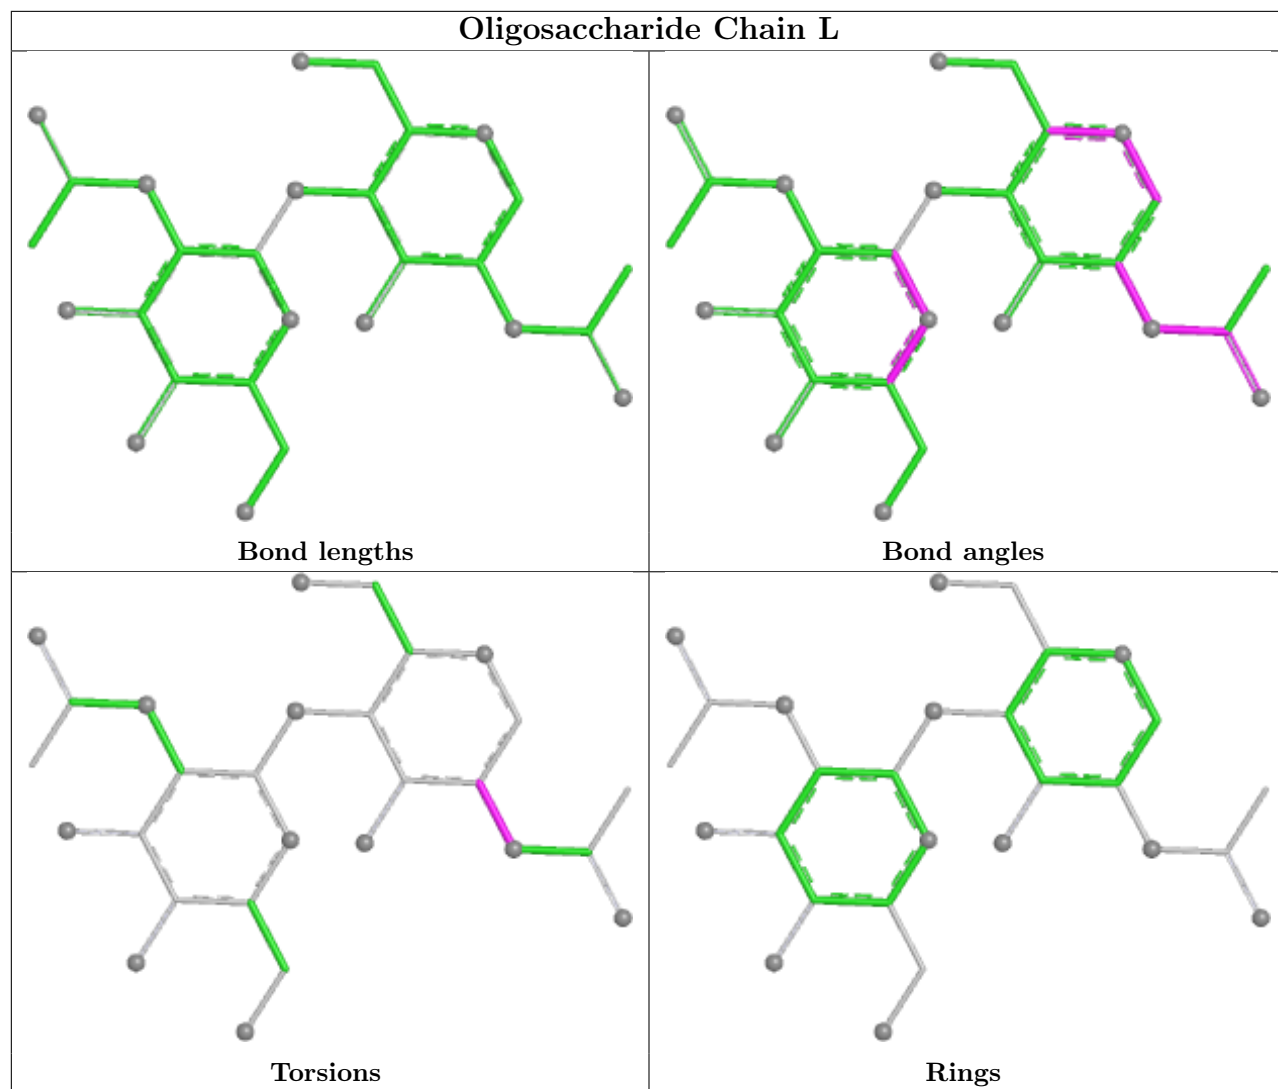 Oligosaccharide Chain L
Bond lengths
Bond angles
Torsions
Rings